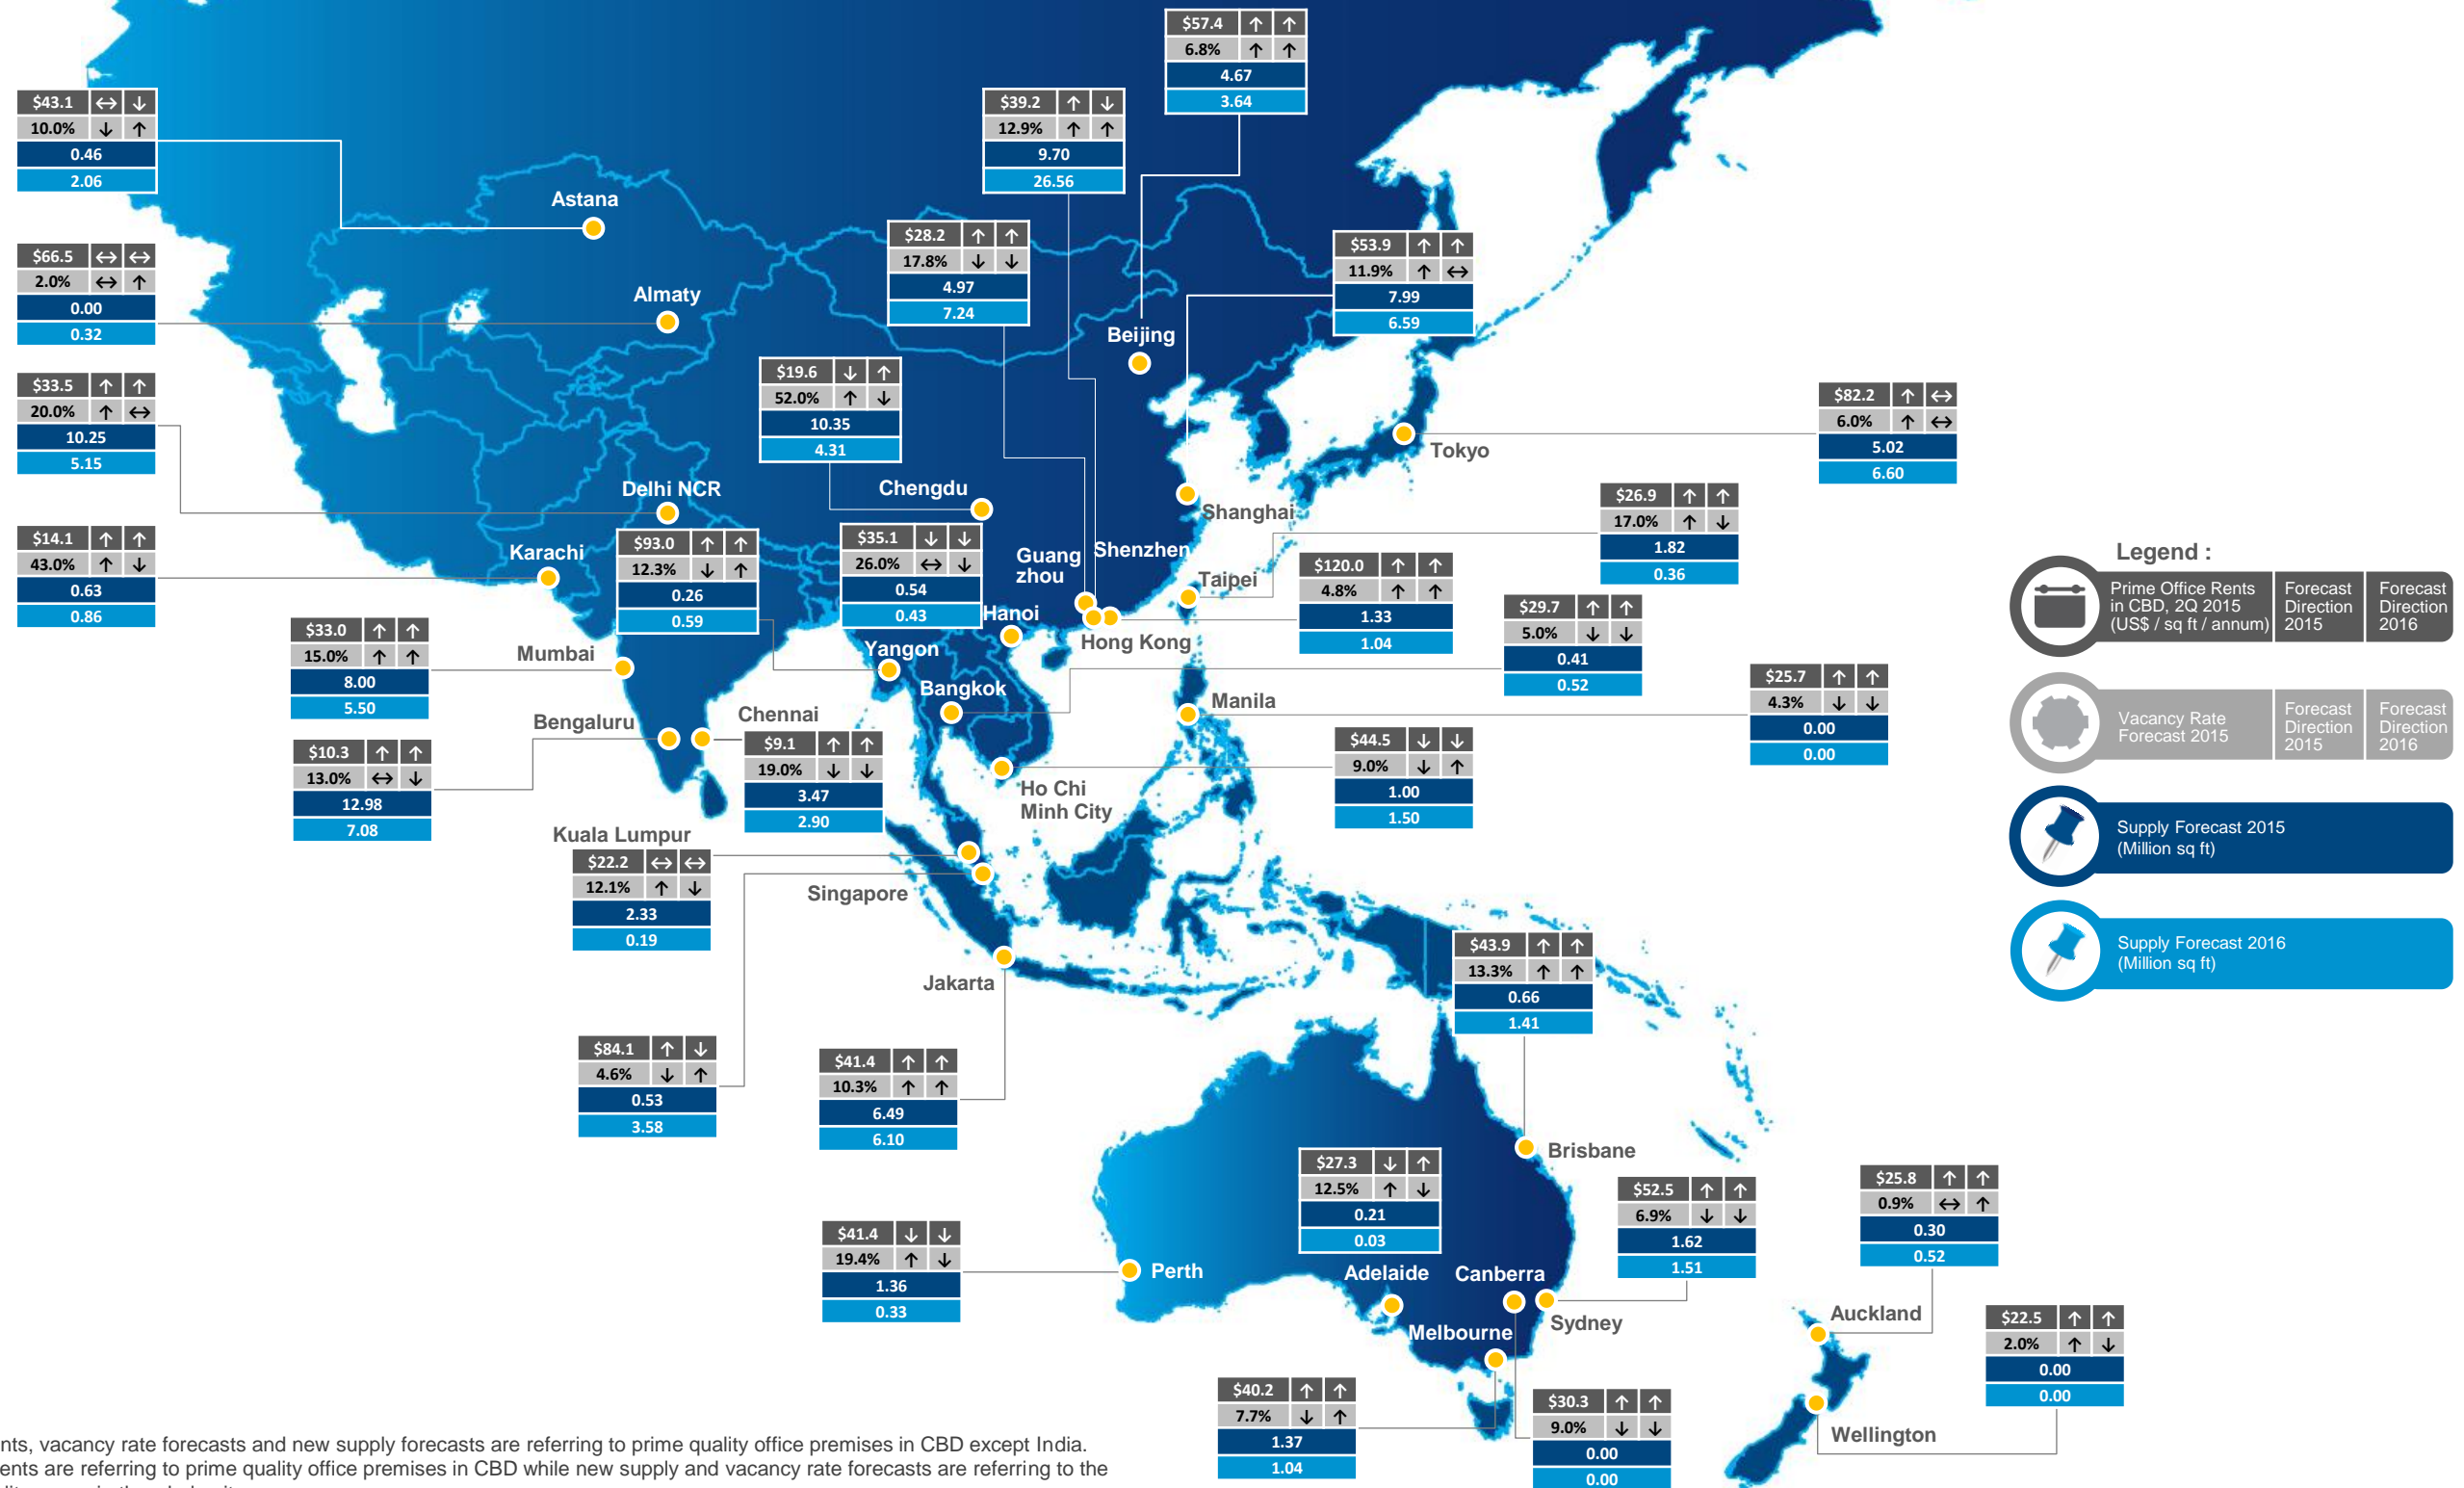 $57.4 ↑ ↑
6.8% ↑ ↑
4.67
3.64
$43.1 ↔ ↓
10.0% ↓ ↑
0.46
2.06
$39.2 ↑ ↓
12.9% ↑ ↑
9.70
26.56
Astana
$28.2 ↑ ↑
17.8% ↓ ↓
4.97
7.24
$53.9 ↑ ↑
11.9% ↑ ↔
7.99
6.59
$66.5 ↔ ↔
2.0% ↔ ↑
0.00
0.32
Almaty
Beijing
$19.6 ↓ ↑
52.0% ↑ ↓
10.35
4.31
$33.5 ↑ ↑
20.0% ↑ ↔
10.25
5.15
$82.2 ↑ ↔
6.0% ↑ ↔
5.02
6.60
Tokyo
Delhi NCR
Chengdu
Shanghai
$26.9 ↑ ↑
17.0% ↑ ↓
1.82
0.36
$14.1 ↑ ↑
43.0% ↑ ↓
0.63
0.86
Karachi
$93.0 ↑ ↑
12.3% ↓ ↑
0.26
0.59
$35.1 ↓ ↓
26.0% ↔ ↓
0.54
0.43
Guang
zhou
Shenzhen
Taipei
$120.0 ↑ ↑
4.8% ↑ ↑
1.33
1.04
Hanoi
Hong Kong
$29.7 ↑ ↑
5.0% ↓ ↓
0.41
0.52
$33.0 ↑ ↑
15.0% ↑ ↑
8.00
5.50
Mumbai
Yangon
Bangkok
Manila
$25.7 ↑ ↑
4.3% ↓ ↓
0.00
0.00
Bengaluru
Chennai
$9.1 ↑ ↑
19.0% ↓ ↓
3.47
2.90
$10.3 ↑ ↑
13.0% ↔ ↓
12.98
7.08
$44.5 ↓ ↓
9.0% ↓ ↑
1.00
1.50
Ho Chi
Minh City
Kuala Lumpur
$22.2 ↔ ↔
12.1% ↑ ↓
2.33
0.19
Singapore
Jakarta
$43.9 ↑ ↑
13.3% ↑ ↑
0.66
1.41
$84.1 ↑ ↓
4.6% ↓ ↑
0.53
3.58
$41.4 ↑ ↑
10.3% ↑ ↑
6.49
6.10
Brisbane
$27.3 ↓ ↑
12.5% ↑ ↓
0.21
0.03
$52.5 ↑ ↑
6.9% ↓ ↓
1.62
1.51
$25.8 ↑ ↑
0.9% ↔ ↑
0.30
0.52
$41.4 ↓ ↓
19.4% ↑ ↓
1.36
0.33
Perth
Adelaide
Canberra
Melbourne
Sydney
Auckland
$22.5 ↑ ↑
2.0% ↑ ↓
0.00
0.00
Wellington
$40.2 ↑ ↑
7.7% ↓ ↑
1.37
1.04
$30.3 ↑ ↑
9.0% ↓ ↓
0.00
0.00
Legend :
Prime Office Rents
in CBD, 2Q 2015
(US$ / sq ft / annum)
Forecast
Direction
2015
Forecast
Direction
2016
Vacancy Rate
Forecast 2015
Forecast
Direction
2015
Forecast
Direction
2016
Supply Forecast 2015
(Million sq ft)
Supply Forecast 2016
(Million sq ft)
vacancy rate forecasts and new supply forecasts are referring to prime quality office premises in CBD except India.
are referring to prime quality office premises in CBD while new supply and vacancy rate forecasts are referring to the